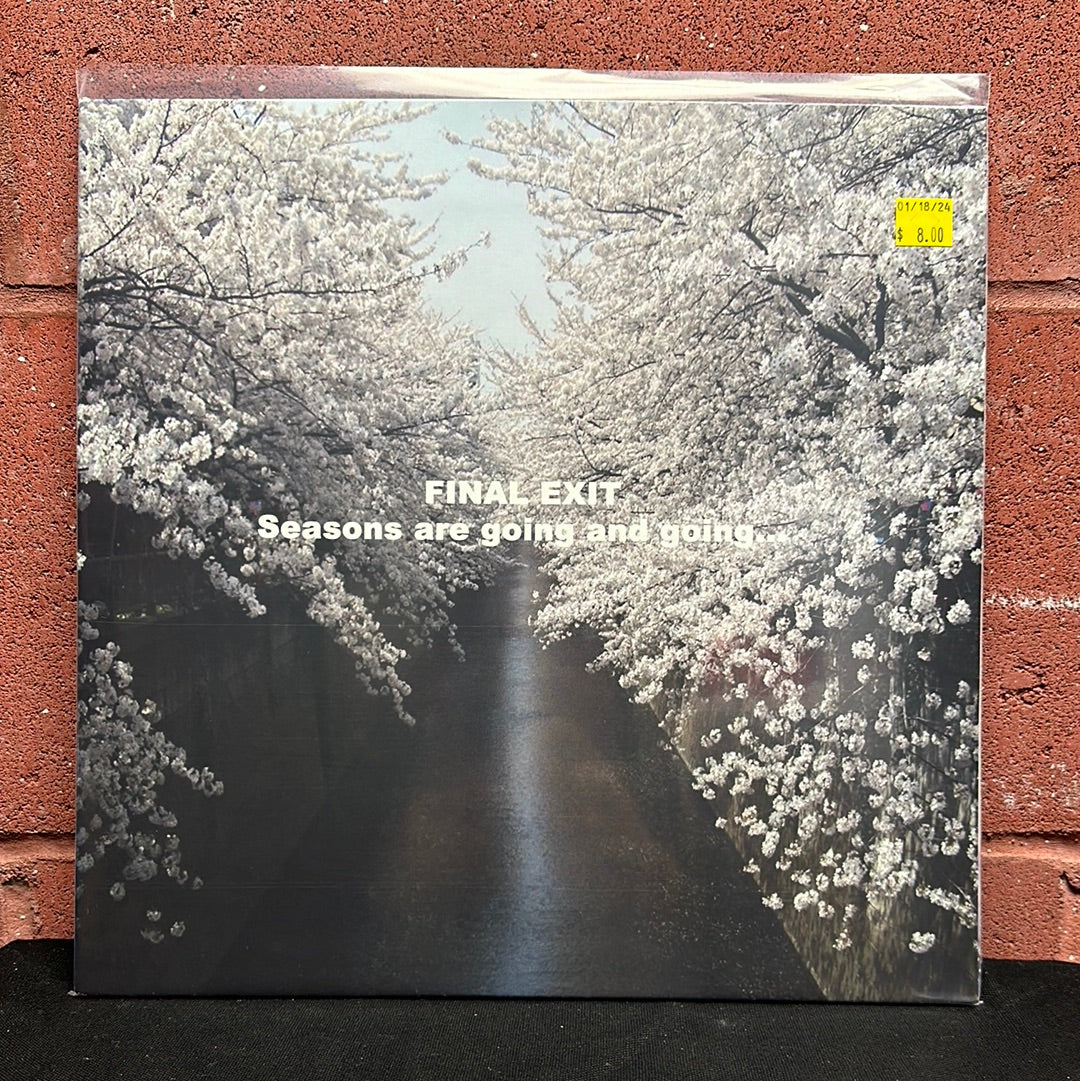 01/18/24
$ 8.00
FINAL EXIT
Seasons are going and going...